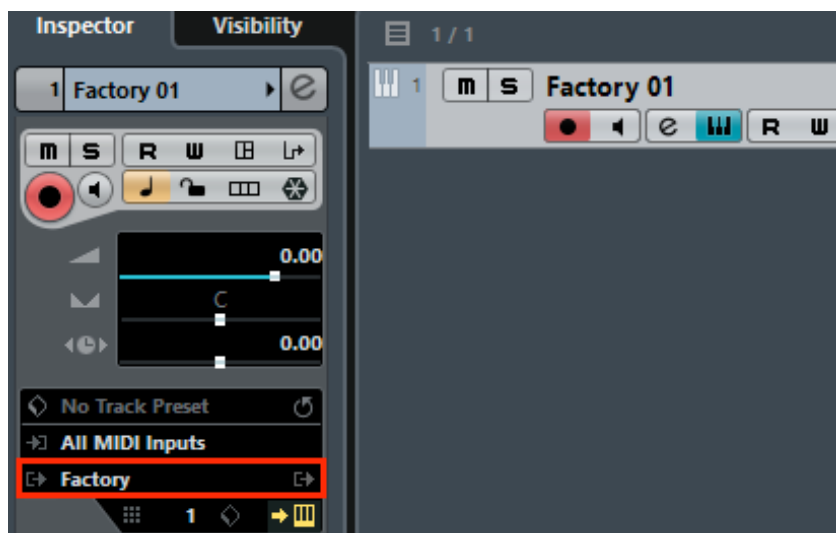 Inspector Visibility
1 / 1
1 Factory 01 e
1 m S Factory 01
e R W
m S R W
0.00
C
0.00
No Track Preset
All MIDI Inputs
Factory
1